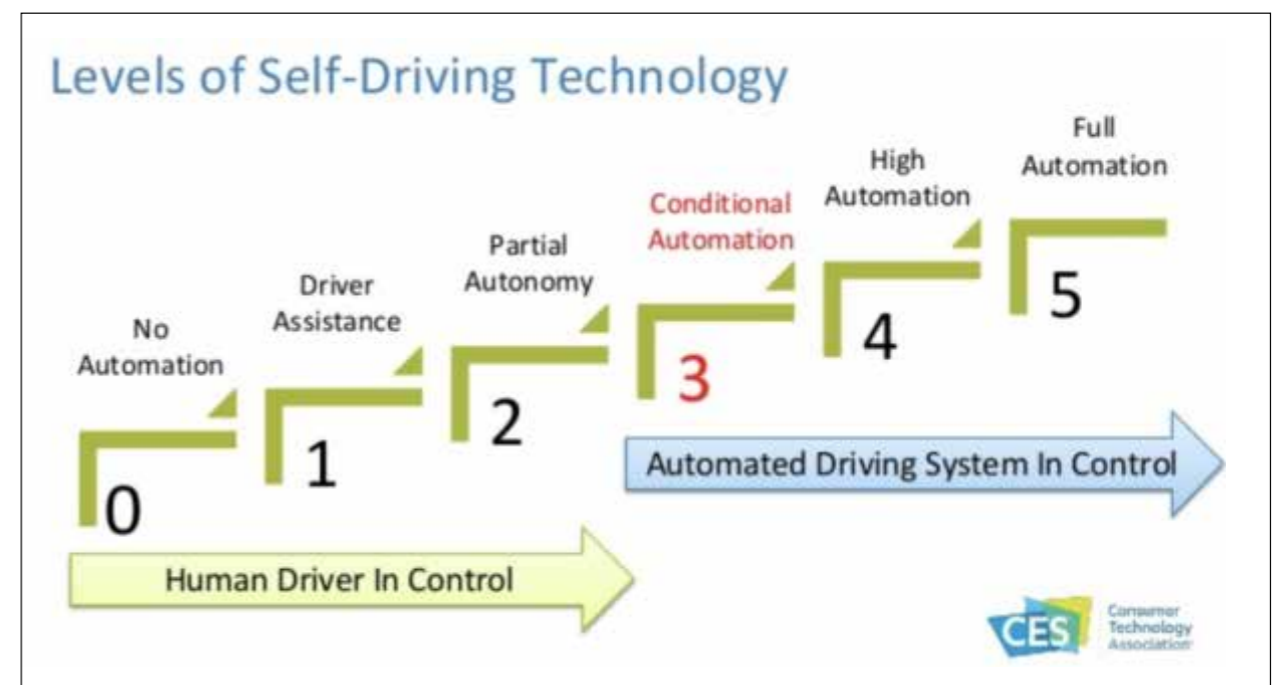 Levels of Self-Driving Technology
Full
Automation
High
Automation
Conditional
Automation
Partial
Autonomy
Driver
Assistance
No
Automation
0
1
2
3
4
5
Automated Driving System In Control
Human Driver In Control
CES
Consumer
Technology
Association